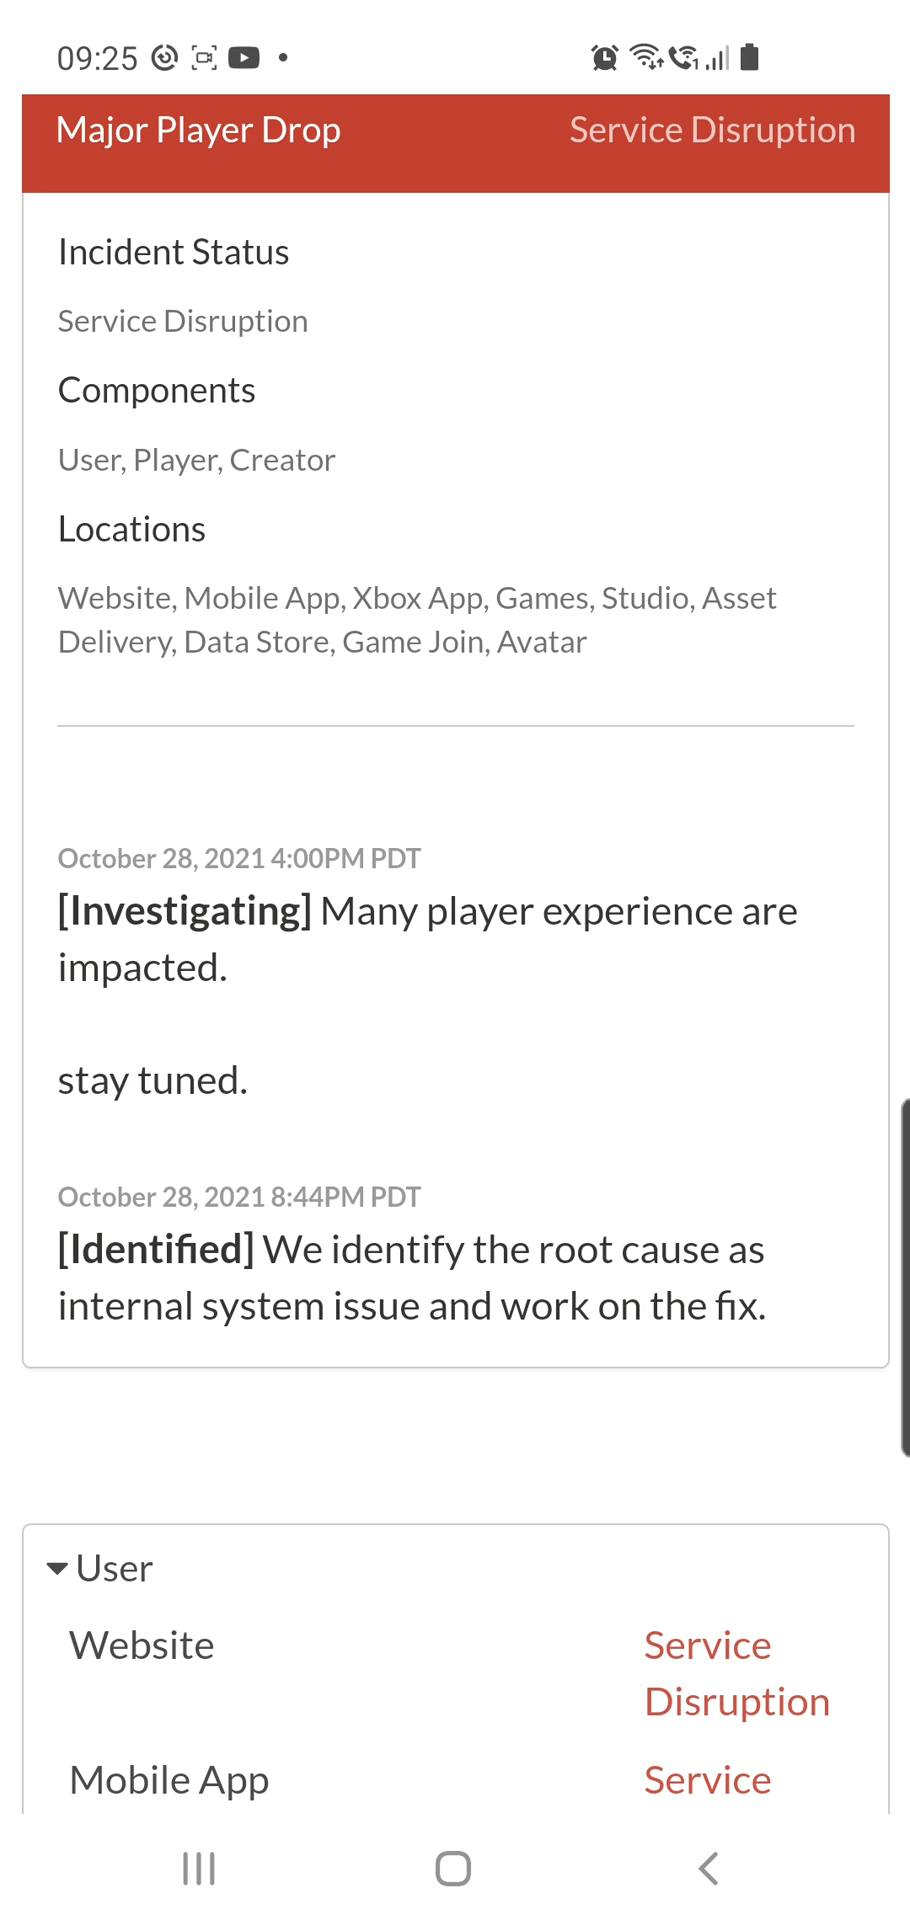 09:25
Major Player Drop Service Disruption
Incident Status
Service Disruption
Components
User, Player, Creator
Locations
Website, Mobile App, Xbox App, Games, Studio, Asset
Delivery, Data Store, Game Join, Avatar
October 28, 2021 4:00PM PDT
[Investigating] Many player experience are
impacted.
stay tuned.
October 28, 2021 8:44PM PDT
[Identified] We identify the root cause as
internal system issue and work on the fix.
User
Website Service
Disruption
Mobile App Service